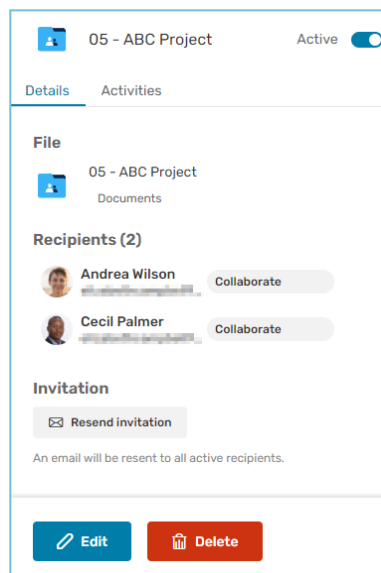 05 - ABC Project Active
Details Activities
File
05 - ABC Project
Documents
Recipients (2)
Andrea Wilson
Collaborate
Cecil Palmer
Collaborate
Invitation
Resend invitation
An email will be resent to all active recipients.
Edit Delete